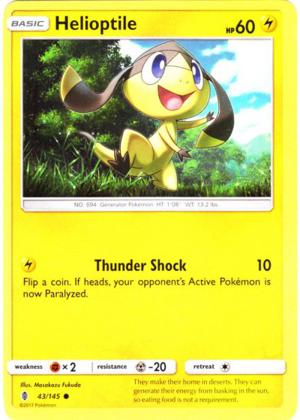 BASIC Helioptile HP 60
NO. 694 Generator Pokémon HT: 1'08" WT: 13.2 lbs.
Thunder Shock 10
Flip a coin. If heads, your opponent's Active Pokémon is
now Paralyzed.
weakness × 2 resistance -20 retreat
Illus. Masakazu Fukuda
They make their home in deserts. They can
43/145
generate their energy from basking in the sun,
©2017 Pokémon
so eating food is not a requirement.